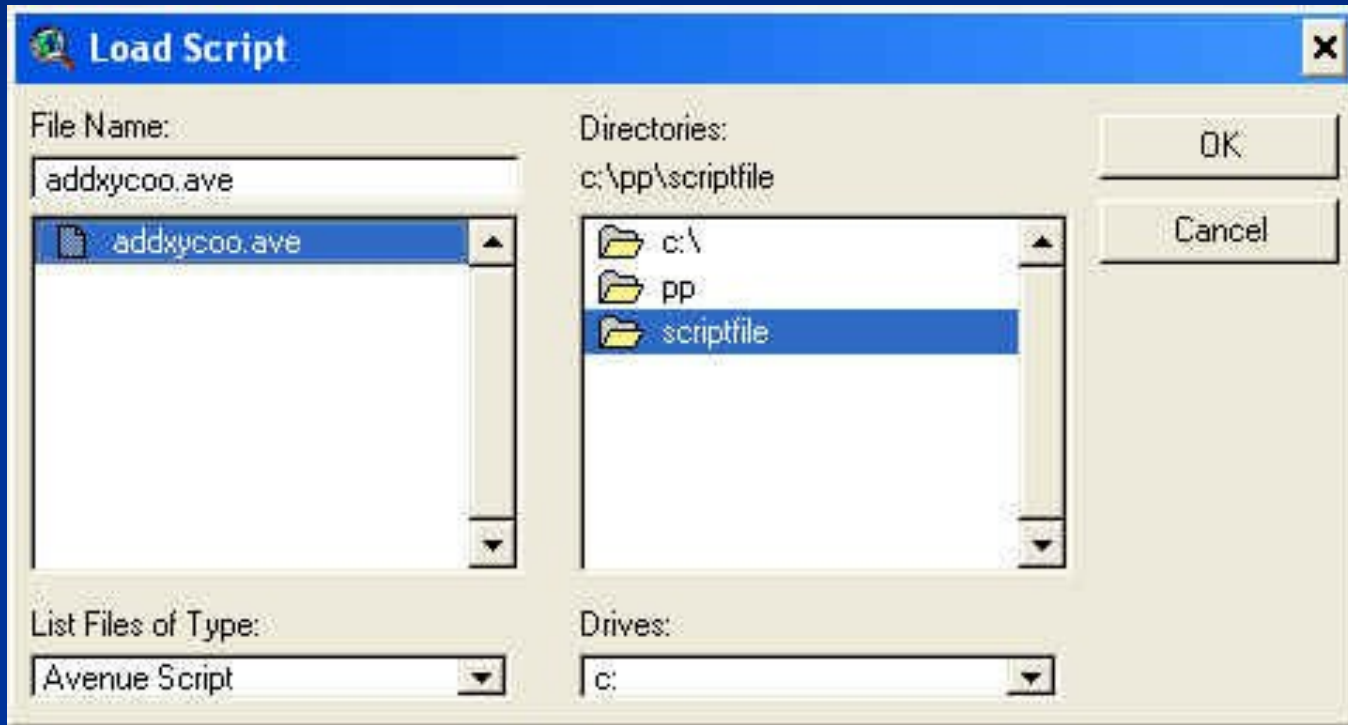 Load Script
File Name:
addxycoo.ave
addxycoo.ave
List Files of Type:
Avenue Script
Directories:
c:\pp\scriptfile
c:\
pp
scriptfile
Drives:
c:
OK
Cancel